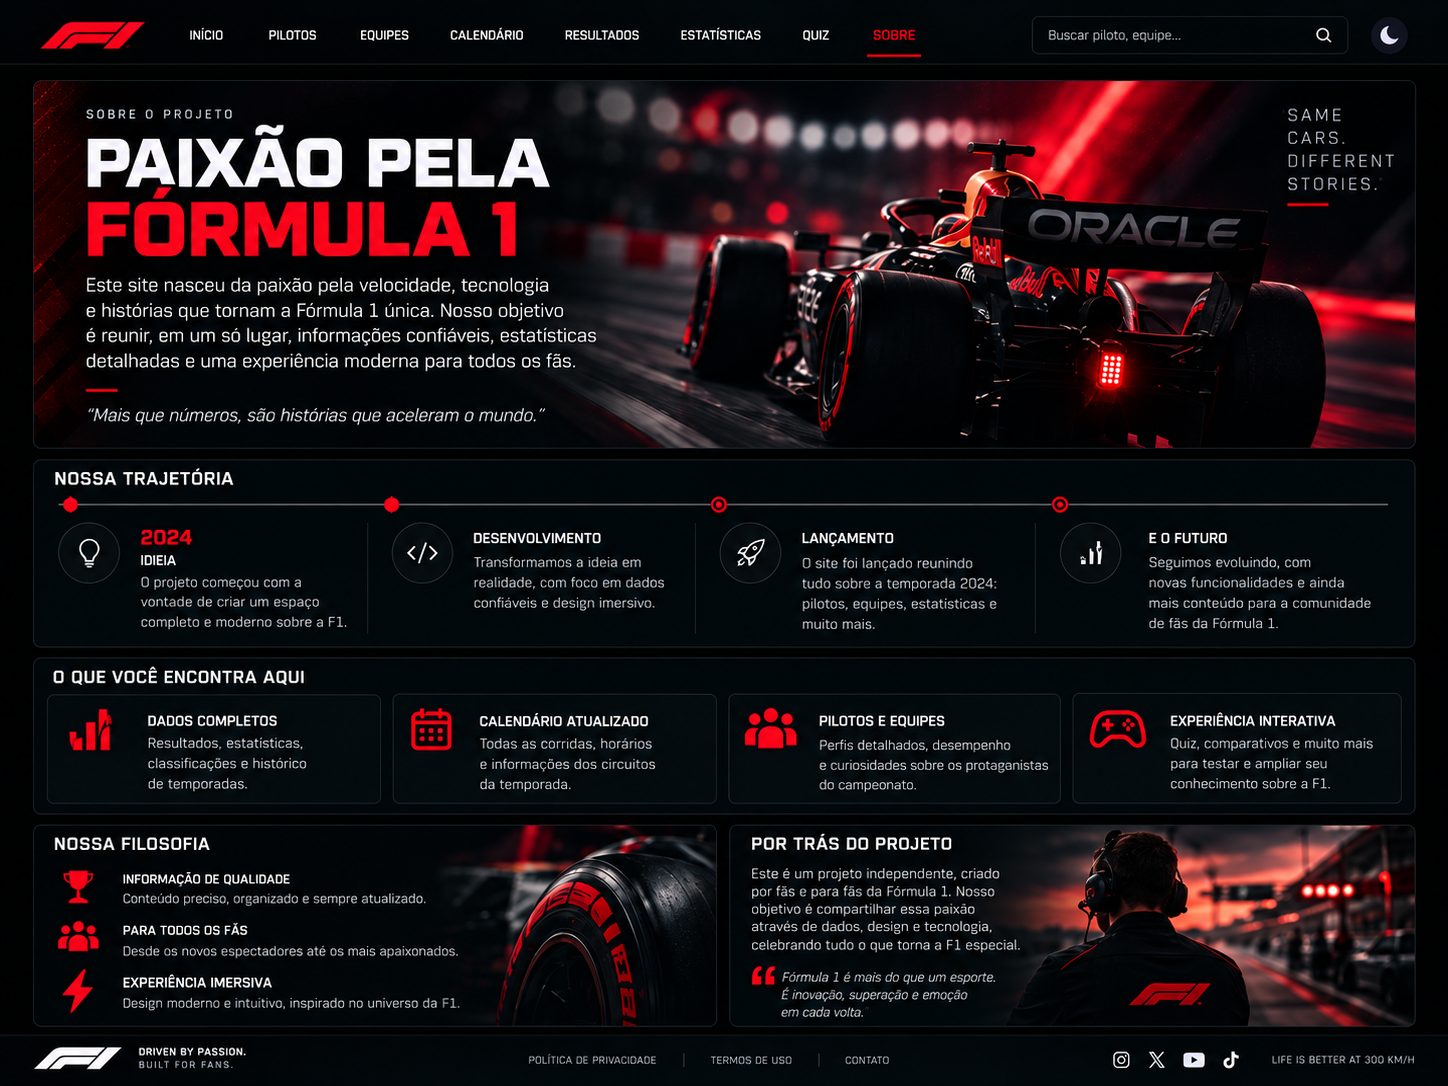 F1
INÍCIO
PILOTOS
EQUIPES
CALENDÁRIO
RESULTADOS
ESTATÍSTICAS
QUIZ
SOBRE
Buscar piloto, equipe...
SOBRE O PROJETO
PAIXÃO PELA
FÓRMULA 1
Este site nasceu da paixão pela velocidade, tecnologia
e histórias que tornam a Fórmula 1 única. Nosso objetivo
é reunir, em um só lugar, informações confiáveis, estatísticas
detalhadas e uma experiência moderna para todos os fãs.
“Mais que números, são histórias que aceleram o mundo.”
SAME
CARS.
DIFFERENT
STORIES.
ORACLE
Red Bull
NOSSA TRAJETÓRIA
2024
IDIEIA
O projeto começou com a
vontade de criar um espaço
completo e moderno sobre a F1.
DESENVOLVIMENTO
Transformamos a ideia em
realidade, com foco em dados
confiáveis e design imersivo.
LANÇAMENTO
O site foi lançado reunindo
tudo sobre a temporada 2024:
pilotos, equipes, estatísticas e
muito mais.
E O FUTURO
Seguimos evoluindo, com
novas funcionalidades e ainda
mais conteúdo para a comunidade
de fãs da Fórmula 1.
O QUE VOCÊ ENCONTRA AQUI
DADOS COMPLETOS
Resultados, estatísticas,
classificações e histórico
de temporadas.
CALENDÁRIO ATUALIZADO
Todas as corridas, horários
e informações dos circuitos
da temporada.
PILOTOS E EQUIPES
Perfis detalhados, desempenho
e curiosidades sobre os protaganistas
do campeonato.
EXPERIÊNCIA INTERATIVA
Quiz, comparativos e muito mais
para testar e ampliar seu
conhecimento sobre a F1.
NOSSA FILOSOFIA
INFORMAÇÃO DE QUALIDADE
Conteúdo preciso, organizado e sempre atualizado.
PARA TODOS OS FÃS
Desde os novos espectadores até os mais apaixonados.
EXPERIÊNCIA IMERSIVA
Design moderno e intuitivo, inspirado no universo da F1.
POR TRÁS DO PROJETO
Este é um projeto independente, criado
por fãs e para fãs da Fórmula 1. Nosso
objetivo é compartilhar essa paixão
através de dados, design e tecnologia,
celebrando tudo o que torna a F1 especial.
“Fórmula 1 é mais do que um esporte.
É inovação, superação e emoção
em cada volta.”
F1
F1
DRIVEN BY PASSION.
BUILT FOR FANS.
POLÍTICA DE PRIVACIDADE
TERMOS DE USO
CONTATO
LIFE IS BETTER AT 300 KM/H